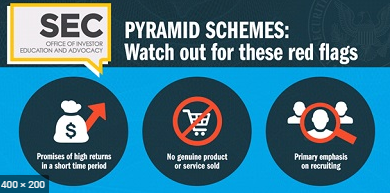 SEC
OFFICE OF INVESTOR
EDUCATION AND ADVOCACY
PYRAMID SCHEMES:
Watch out for these red flags
$
Promises of high returns
in a short time period
No genuine product
or service sold
Primary emphasis
on recruiting
400 × 200